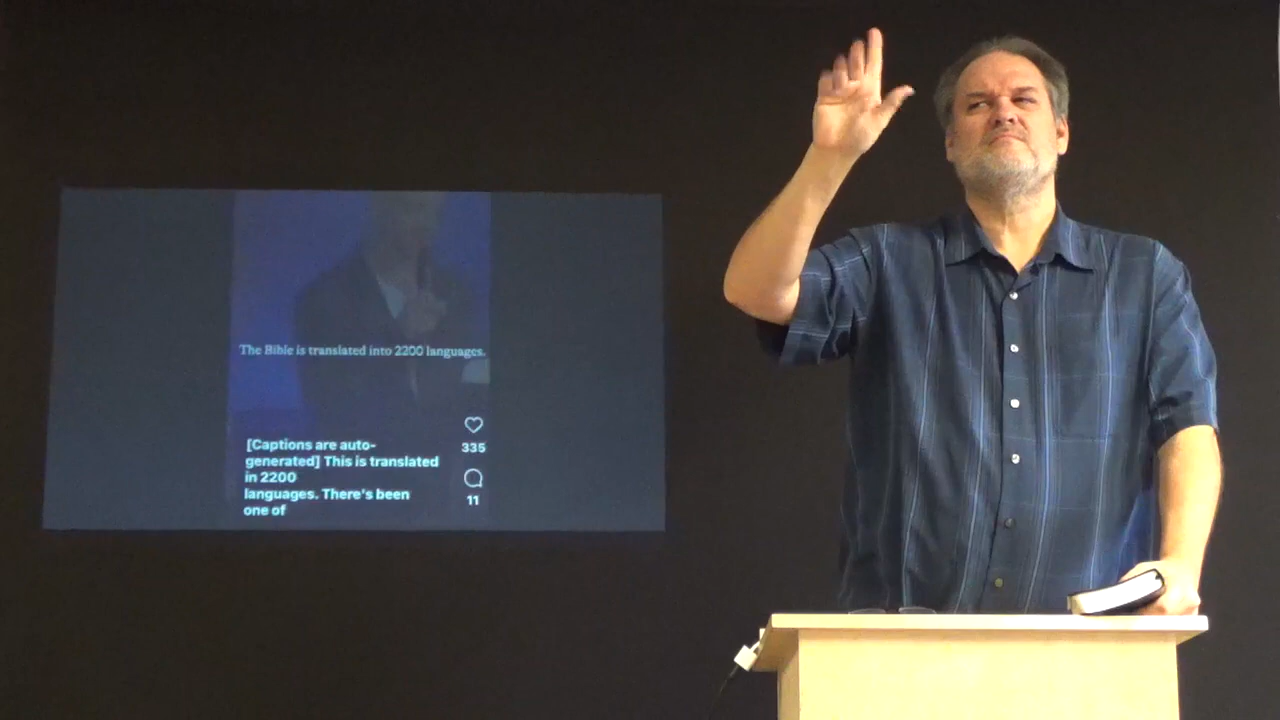 The Bible is translated into 2200 languages.
[Captions are auto-
generated] This is translated
in 2200
languages. There's been
one of
335
11